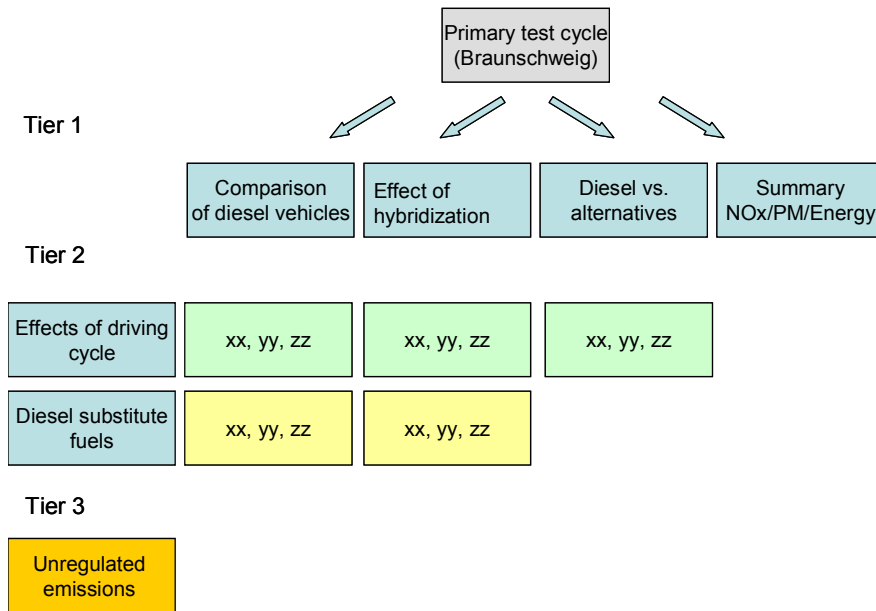 Primary test cycle
(Braunschweig)
Tier 1
Comparison
of diesel vehicles
Effect of
hybridization
Diesel vs.
alternatives
Summary
NOx/PM/Energy
Tier 2
Effects of driving
cycle
xx, yy, zz
xx, yy, zz
xx, yy, zz
Diesel substitute
fuels
xx, yy, zz
xx, yy, zz
Tier 3
Unregulated
emissions